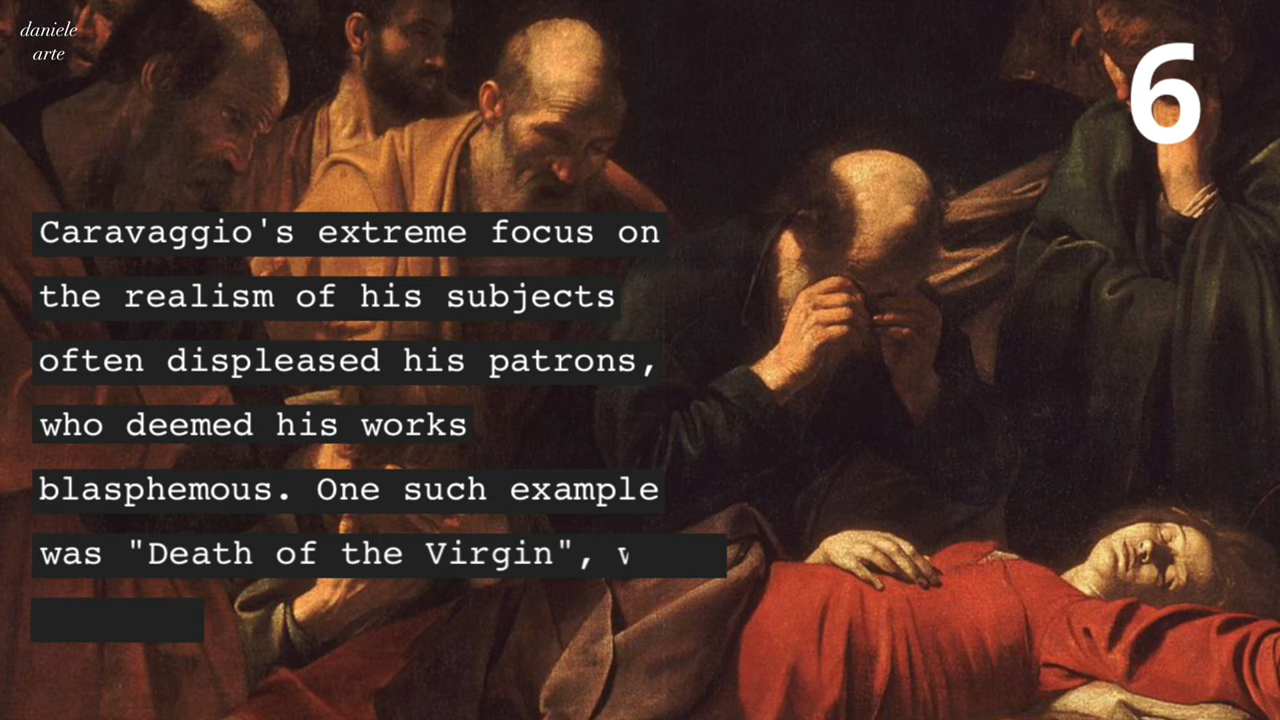 daniele
arte
6
Caravaggio's extreme focus on
the realism of his subjects
often displeased his patrons,
who deemed his works
blasphemous. One such example
was "Death of the Virgin",